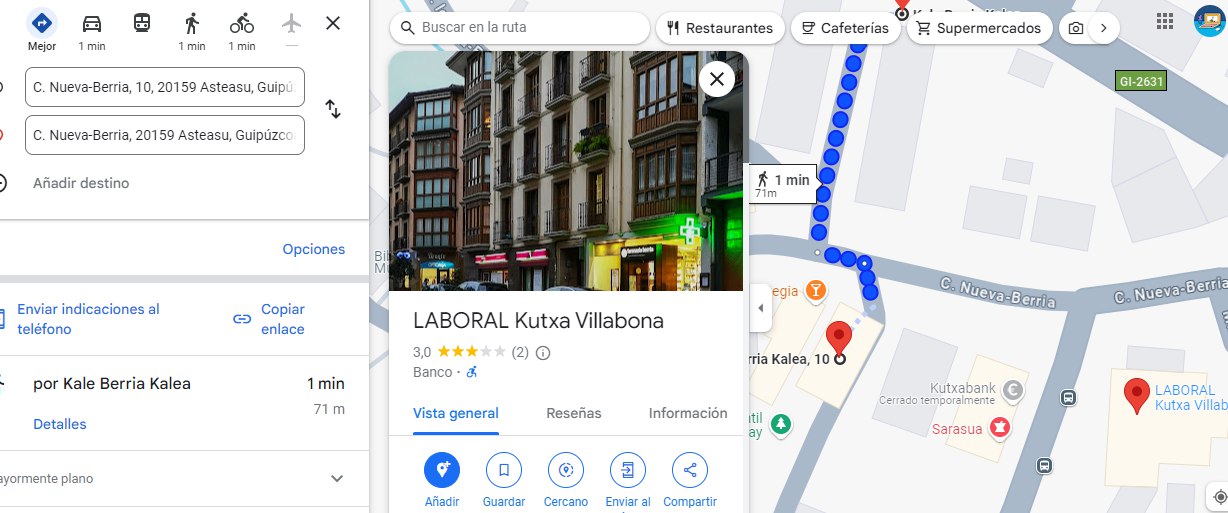 Mejor
1 min
1 min
1 min
—
C. Nueva-Berria, 10, 20159 Asteasu, Guipú
C. Nueva-Berria, 20159 Asteasu, Guipúzco
Añadir destino
Opciones
Enviar indicaciones al
teléfono
Copiar
enlace
por Kale Berria Kalea
1 min
71 m
Detalles
ayormente plano
Buscar en la ruta
Restaurantes
Cafeterías
Supermercados
LABORAL Kutxa Villabona
3,0
(2)
Banco ·
Vista general
Reseñas
Información
Añadir
Guardar
Cercano
Enviar al
Compartir
GI-2631
1 min
71m
egia
C. Nueva-Berria
C. Nueva-Berria
rria Kalea, 10
Kutxabank
Cerrado temporalmente
Sarasua
LABORAL
Kutxa Villab
til
ay